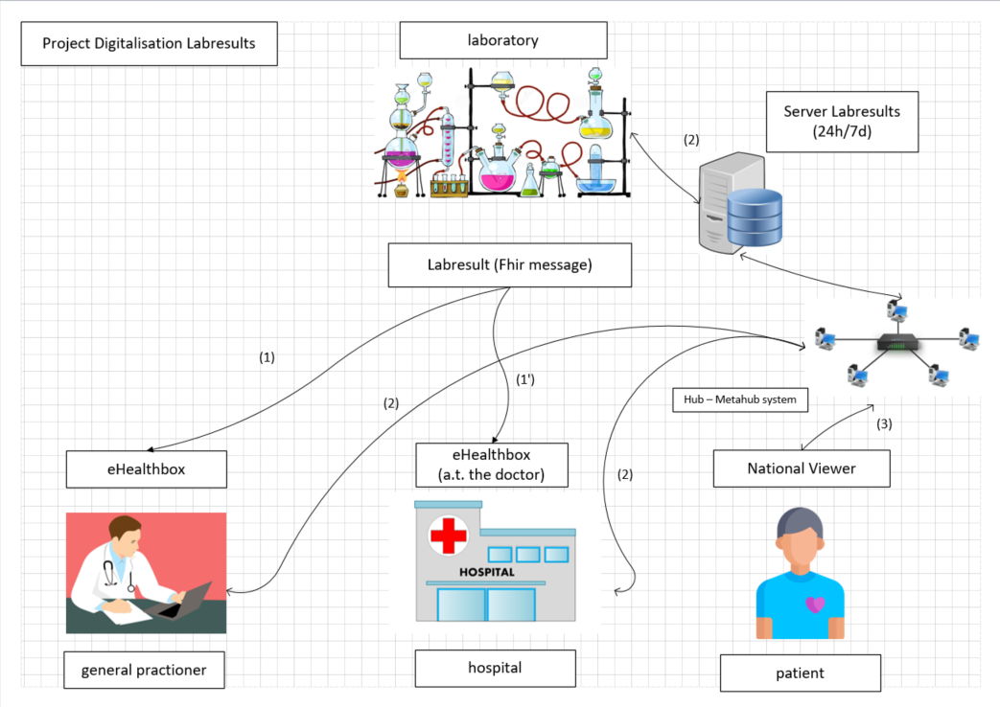 Project Digitalisation Labresults
laboratory
Server Labresults
(24h/7d)
(2)
Labresult (Fhir message)
(1)
(1')
(2)
Hub – Metahub system
(3)
eHealthbox
eHealthbox
(a.t. the doctor)
(2)
National Viewer
HOSPITAL
general practioner
hospital
patient